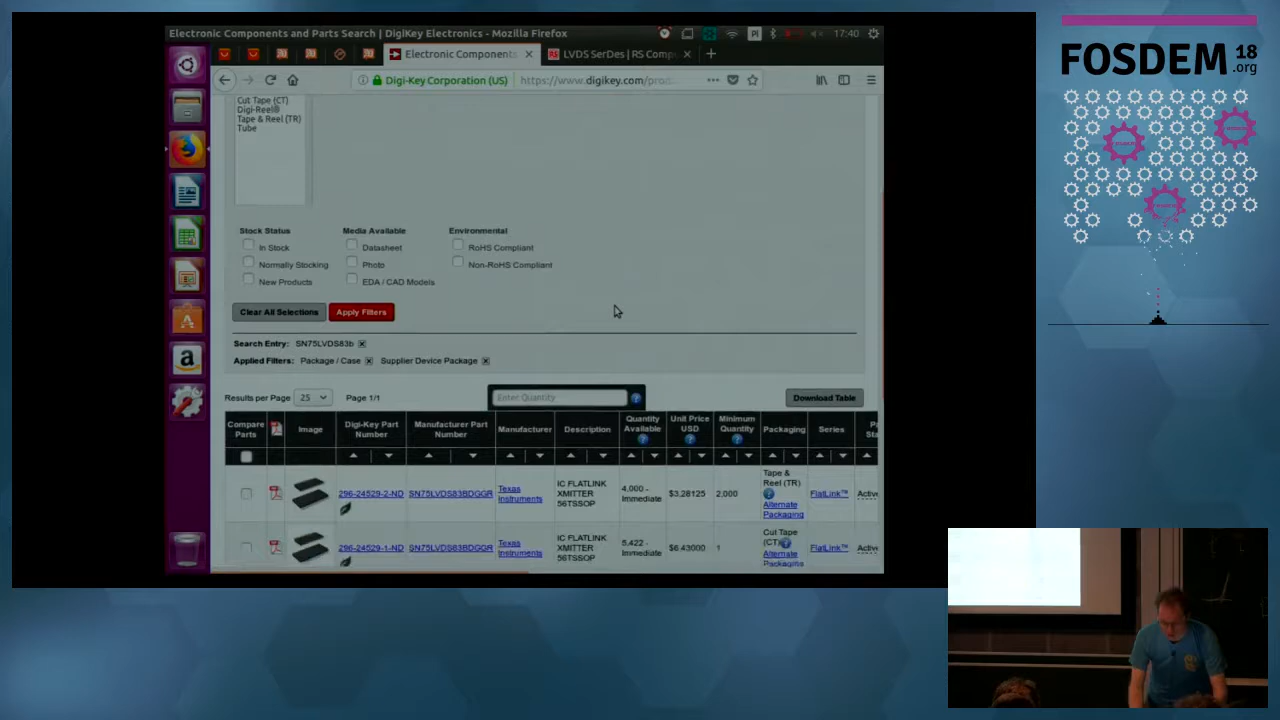 Electronic Components and Parts Search | DigiKey Electronics - Mozilla Firefox
Pl
17:40
Electronic Components
LVDS SerDes | RS Comp
Digi-Key Corporation (US)
https://www.digikey.com/prod
Cut Tape (CT)
Digi-Reel®
Tape & Reel (TR)
Tube
Stock Status
Media Available
Environmental
In Stock
Datasheet
RoHS Compliant
Normally Stocking
Photo
Non-RoHS Compliant
New Products
EDA / CAD Models
Clear All Selections
Apply Filters
Search Entry: SN75LVDS83b
Applied Filters: Package / Case Supplier Device Package
Results per Page 25 Page 1/1
Enter Quantity
Download Table
Compare Parts
Image
Digi-Key Part Number
Manufacturer Part Number
Manufacturer
Description
Quantity Available
Unit Price USD
Minimum Quantity
Packaging
Series
296-24529-2-ND
SN75LVDS83BDGGR
Texas Instruments
IC FLATLINK XMITTER 56TSSOP
4,000 - Immediate
$3.28125
2,000
Tape & Reel (TR)
Alternate Packaging
FlatLink™
Active
296-24529-1-ND
SN75LVDS83BDGGR
Texas Instruments
IC FLATLINK XMITTER 56TSSOP
5,422 - Immediate
$6.43000
1
Cut Tape (CT)
Alternate Packaging
FlatLink™
Active
FOSDEM 18
.org